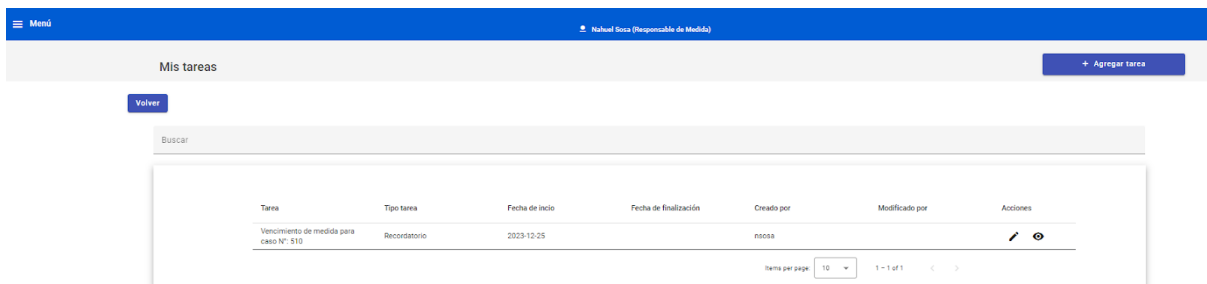 Menú
Nahuel Sosa (Responsable de Medida)
Mis tareas
+ Agregar tarea
Volver
Buscar
Tarea Tipo tarea Fecha de incio Fecha de finalización Creado por Modificado por Acciones
Vencimiento de medida para
caso N°: 510 Recordatorio 2023-12-25 nsosa
Items per page: 10 1 – 1 of 1